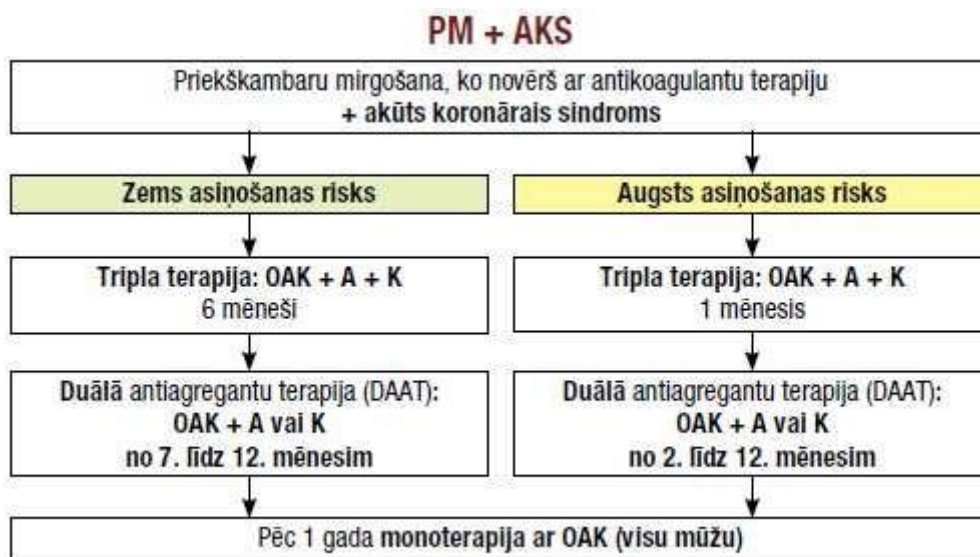 PM + AKS
Priekškambaru mirgošana, ko novērš ar antikoagulantu terapiju
+ akūts koronārais sindroms
Zems asiņošanas risks
Augsts asiņošanas risks
Tripla terapija: OAK + A + K
6 mēneši
Tripla terapija: OAK + A + K
1 mēnesis
Duālā antiagregantu terapija (DAAT):
OAK + A vai K
no 7. līdz 12. mēnesim
Duālā antiagregantu terapija (DAAT):
OAK + A vai K
no 2. līdz 12. mēnesim
Pēc 1 gada monoterapija ar OAK (visu mūžu)